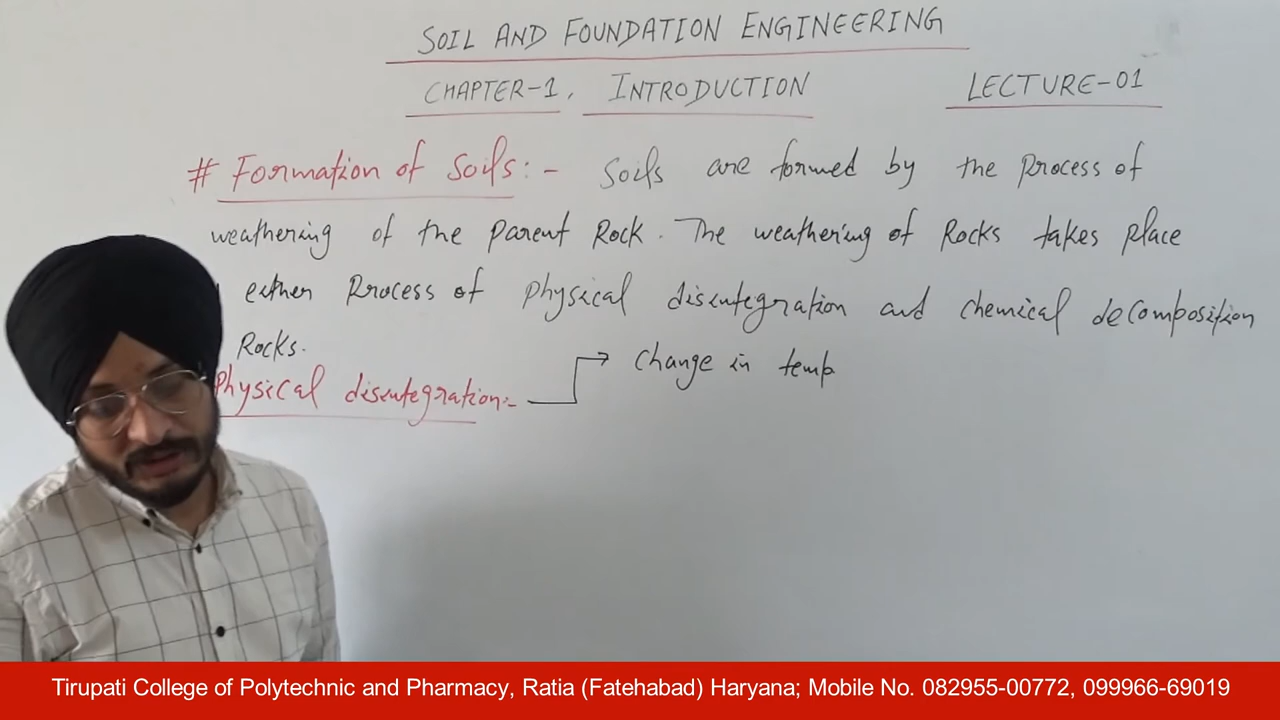 SOIL AND FOUNDATION ENGINEERING
CHAPTER-1, INTRODUCTION LECTURE-01
# Formation of Soils:- Soils are formed by the Process of
weathering of the Parent Rock. The weathering of Rocks takes place
either Process of Physical disintegration and chemical decomposition
Rocks.
Physical disintegration:- → change in temp
Tirupati College of Polytechnic and Pharmacy, Ratia (Fatehabad) Haryana; Mobile No. 082955-00772, 099966-69019